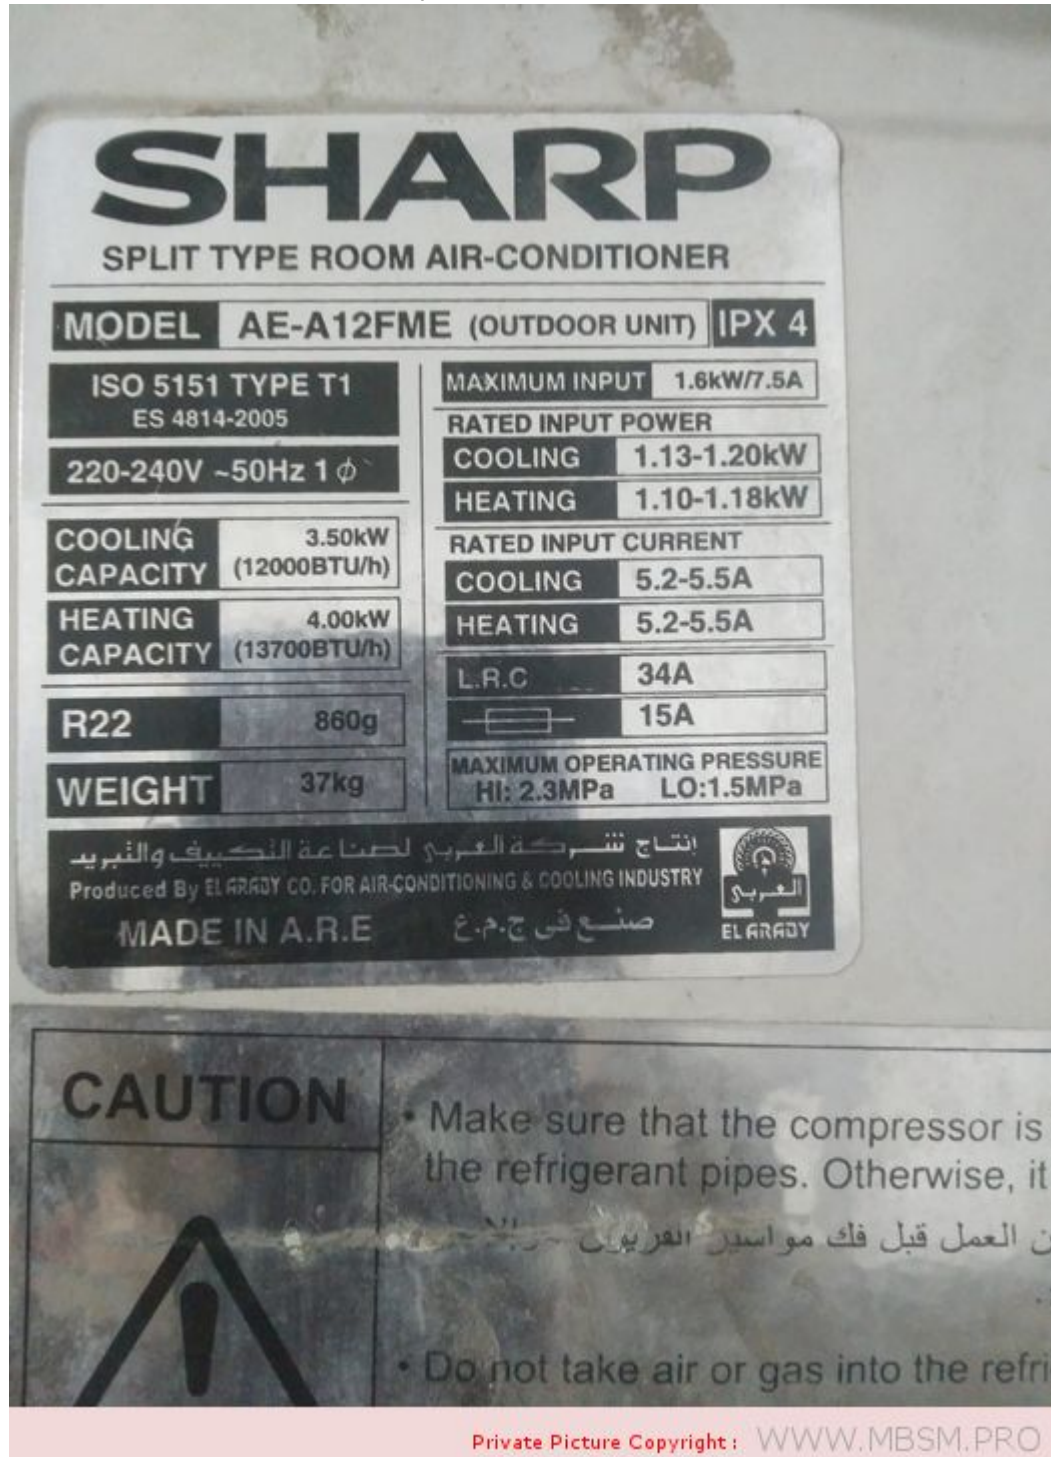 SHARP
SPLIT TYPE ROOM AIR-CONDITIONER
MODEL AE-A12FME (OUTDOOR UNIT) IPX 4
ISO 5151 TYPE T1
ES 4814-2005
220-240V ~50Hz 1 ϕ
COOLING CAPACITY 3.50kW (12000BTU/h)
HEATING CAPACITY 4.00kW (13700BTU/h)
R22 860g
WEIGHT 37kg
MAXIMUM INPUT 1.6kW/7.5A
RATED INPUT POWER
COOLING 1.13-1.20kW
HEATING 1.10-1.18kW
RATED INPUT CURRENT
COOLING 5.2-5.5A
HEATING 5.2-5.5A
L.R.C 34A
15A
MAXIMUM OPERATING PRESSURE
HI: 2.3MPa LO:1.5MPa
إنتاج شركة العربى لصناعة التكييف والتبريد
Produced By EL ARABY CO. FOR AIR-CONDITIONING & COOLING INDUSTRY
MADE IN A.R.E صنع فى ج.م.ع
العربى
EL ARABY
CAUTION
• Make sure that the compressor is
the refrigerant pipes. Otherwise, it
العمل قبل فك مواسير الفريون
• Do not take air or gas into the refri
Private Picture Copyright : WWW.MBSM.PRO